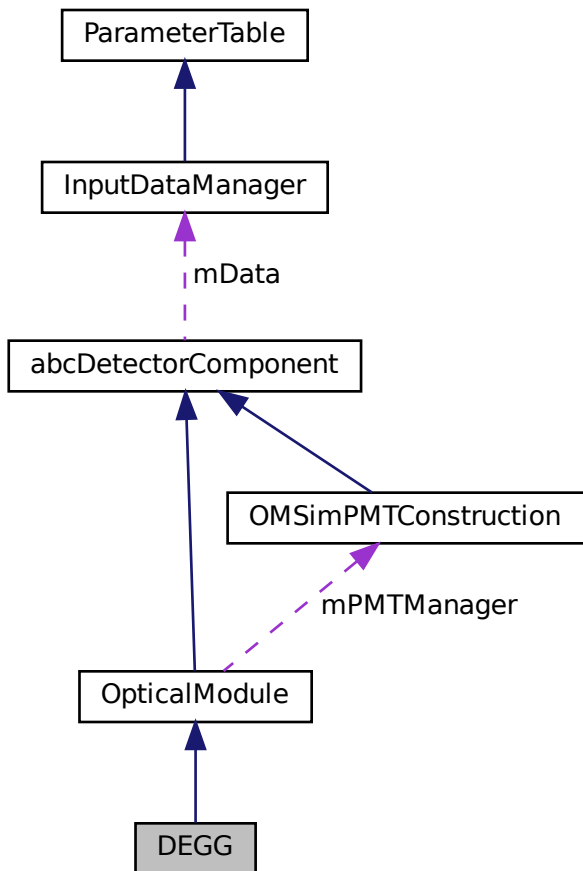 ParameterTable
InputDataManager
mData
abcDetectorComponent
OMSimPMTConstruction
mPMTManager
OpticalModule
DEGG